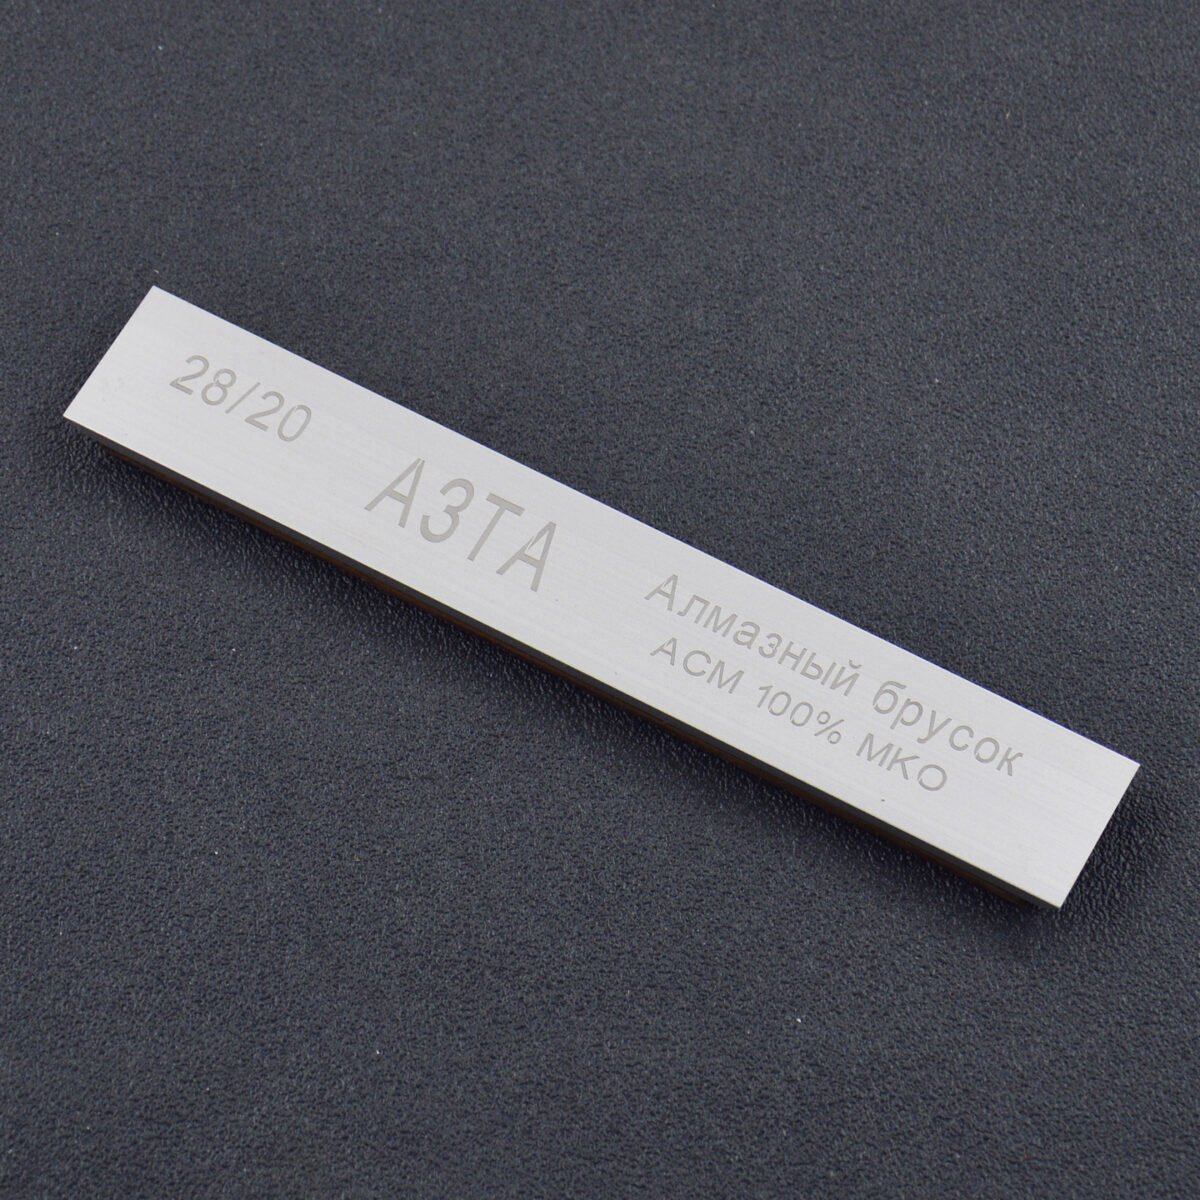 28/20
АЗТА
Алмазный брусок
АСМ 100% МКО